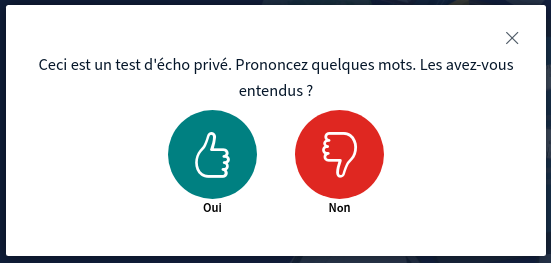 Ceci est un test d'écho privé. Prononcez quelques mots. Les avez-vous
entendus ?
Oui
Non